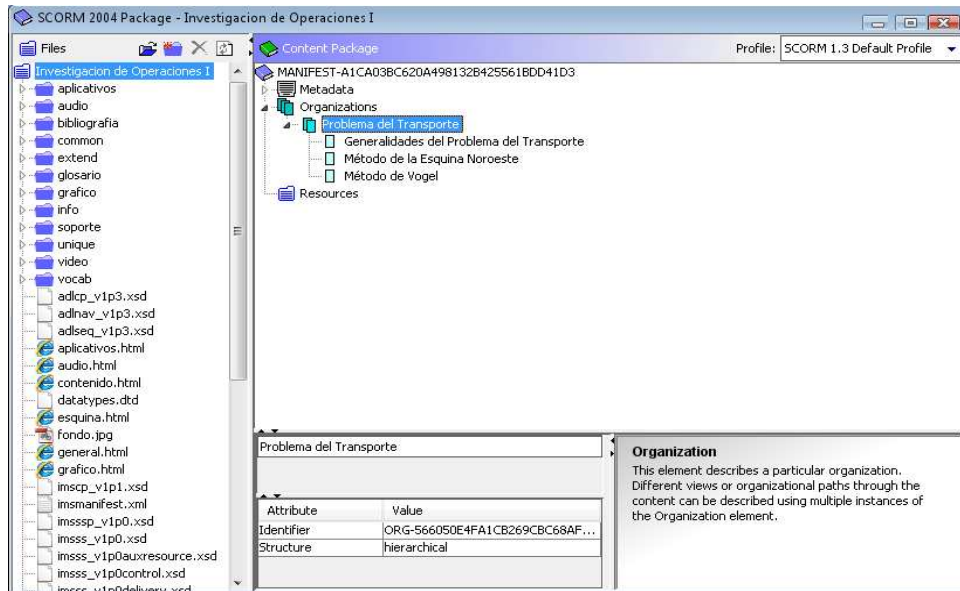 SCORM 2004 Package - Investigacion de Operaciones I
Files
Investigacion de Operaciones I
aplicativos
audio
bibliografia
common
extend
glosario
grafico
info
soporte
unique
video
vocab
adlcp_v1p3.xsd
adlnav_v1p3.xsd
adlseq_v1p3.xsd
aplicativos.html
audio.html
contenido.html
datatypes.dtd
esquina.html
fondo.jpg
general.html
grafico.html
imscp_v1p1.xsd
imsmanifest.xml
imsssp_v1p0.xsd
imsss_v1p0.xsd
imsss_v1p0auxresource.xsd
imsss_v1p0control.xsd
imsss_v1p0delivery.xsd
Content Package
Profile: SCORM 1.3 Default Profile
MANIFEST-A1CA03BC620A498132B425561BDD41D3
Metadata
Organizations
Problema del Transporte
Generalidades del Problema del Transporte
Método de la Esquina Noroeste
Método de Vogel
Resources
Problema del Transporte
Attribute Value
Identifier ORG-566050E4FA1CB269CBC68AF...
Structure hierarchical
Organization
This element describes a particular organization.
Different views or organizational paths through the
content can be described using multiple instances of
the Organization element.